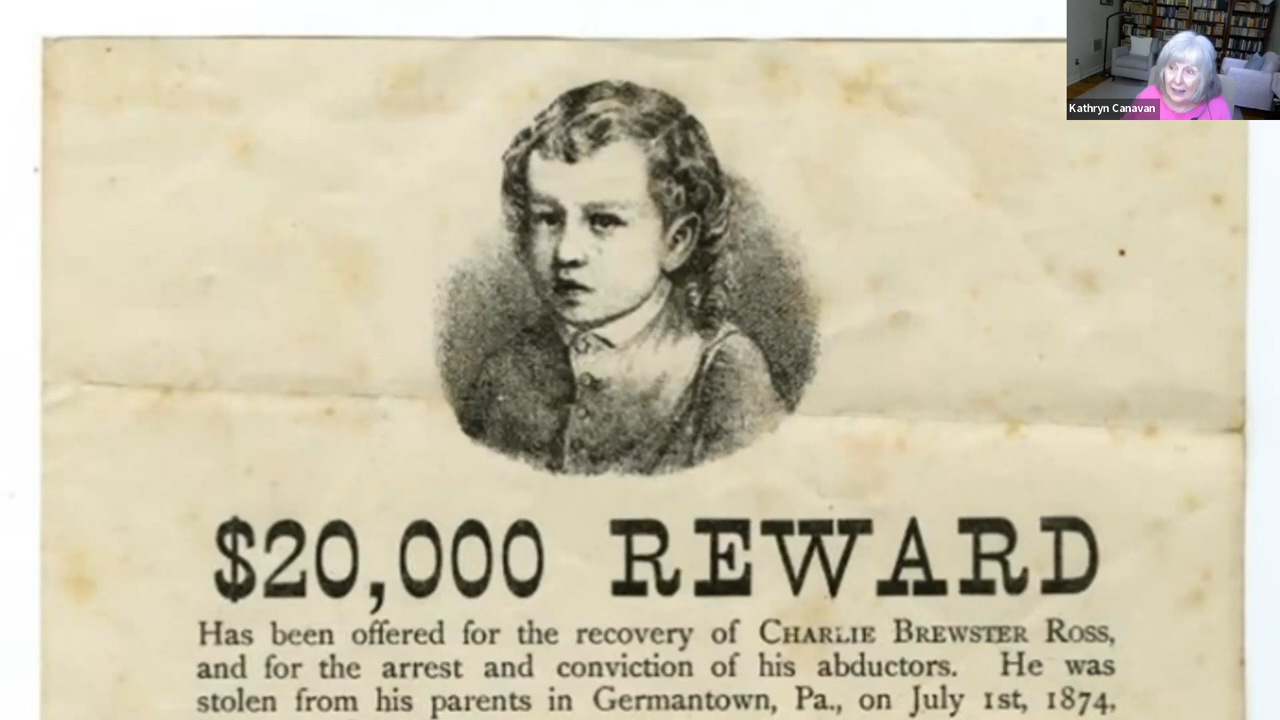 Kathryn Canavan
$20,000 REWARD
Has been offered for the recovery of CHARLIE BREWSTER ROSS,
and for the arrest and conviction of his abductors. He was
stolen from his parents in Germantown, Pa., on July 1st, 1874,